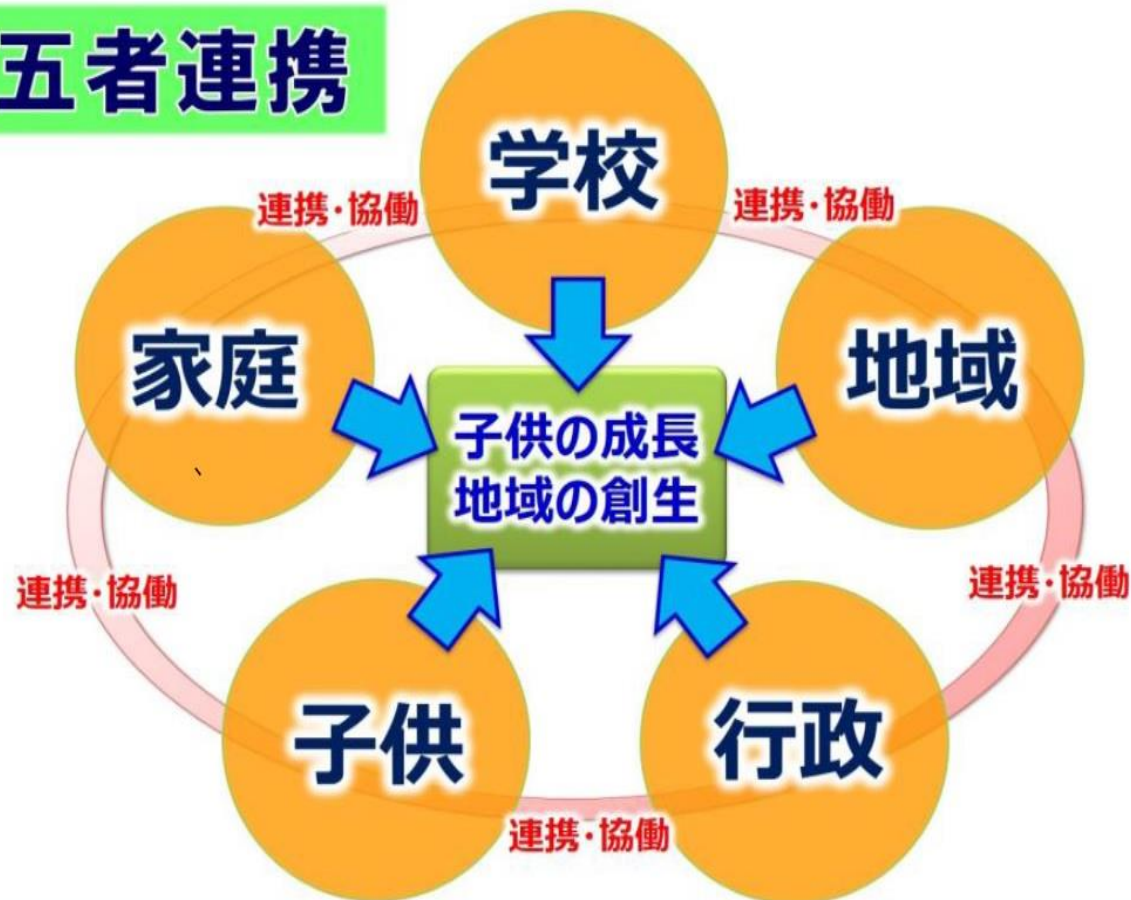 五者連携
学校
連携・協働
連携・協働
家庭
地域
子供の成長
地域の創生
連携・協働
連携・協働
子供
行政
連携・協働